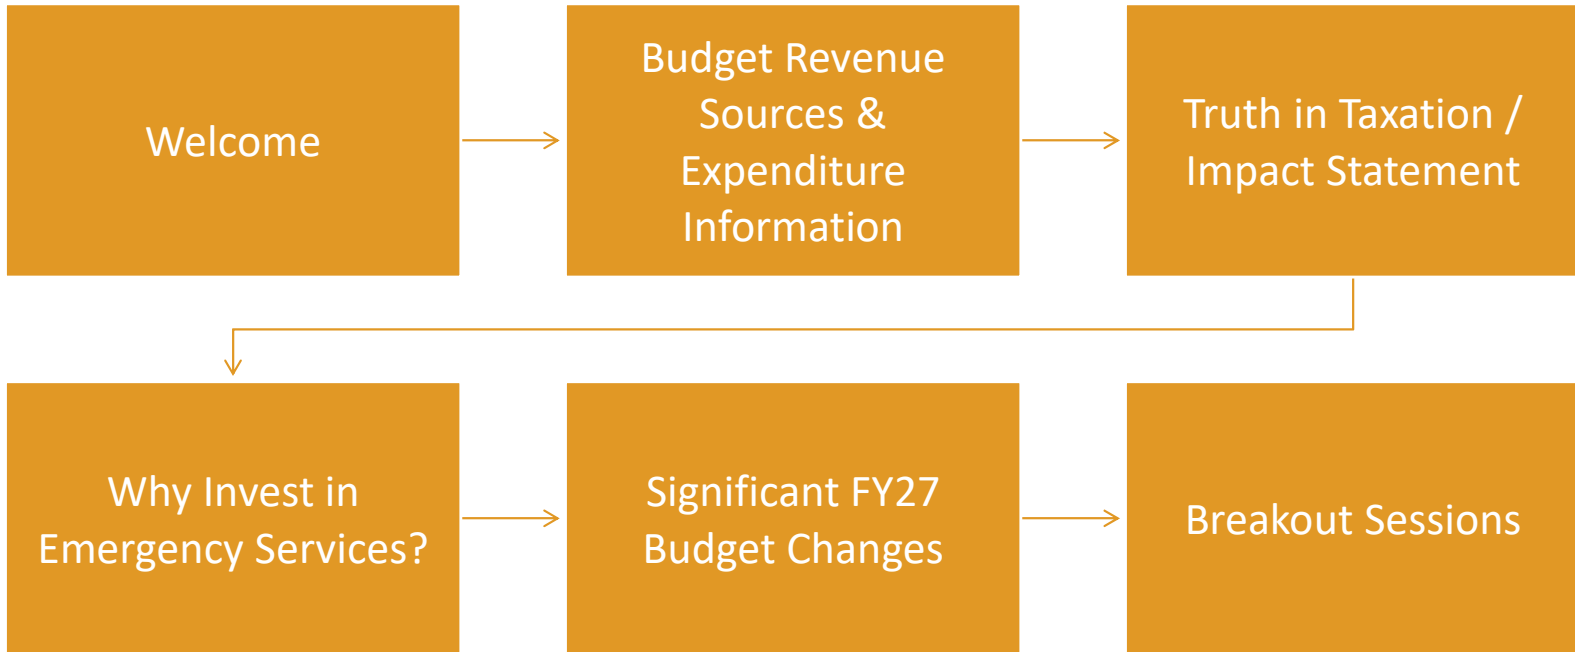 Welcome
Budget Revenue
Sources &
Expenditure
Information
Truth in Taxation /
Impact Statement
Why Invest in
Emergency Services?
Significant FY27
Budget Changes
Breakout Sessions